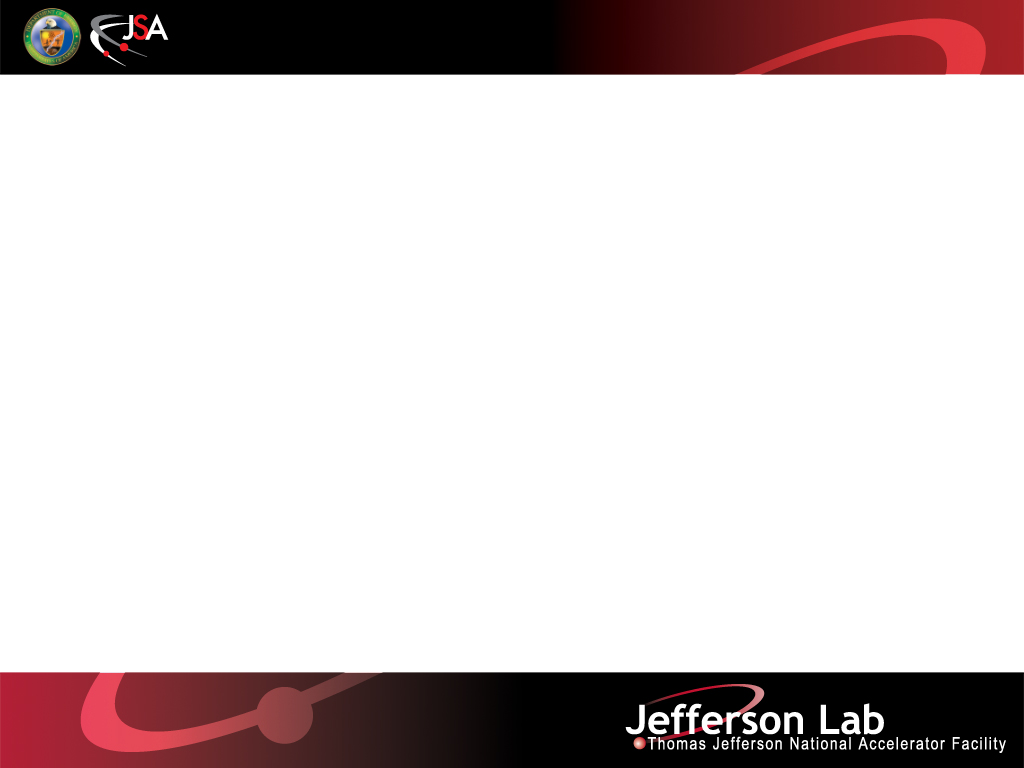 JSA
Jefferson Lab
Thomas Jefferson National Accelerator Facility